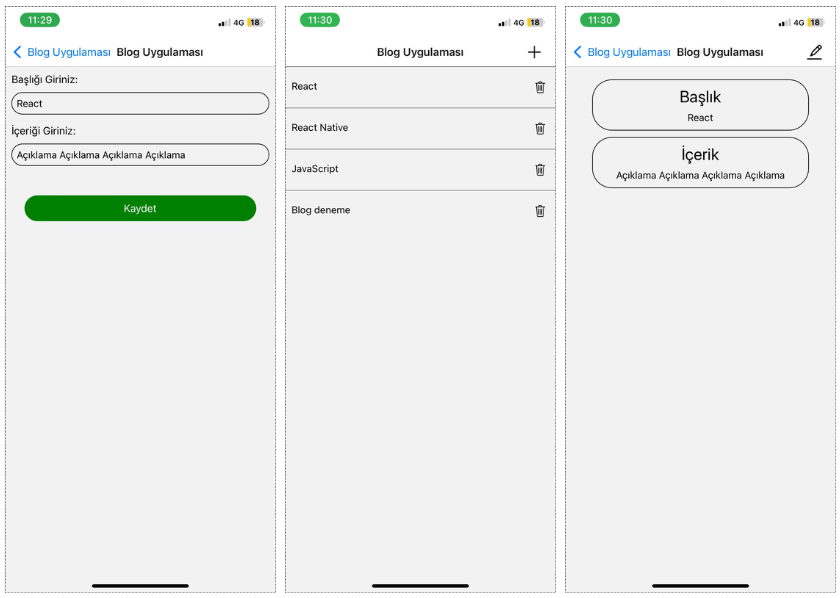 11:29
4G 18
Blog Uygulaması Blog Uygulaması
Başlığı Giriniz:
React
İçeriği Giriniz:
Açıklama Açıklama Açıklama Açıklama
Kaydet
11:30
4G 18
Blog Uygulaması
React
React Native
JavaScript
Blog deneme
11:30
4G 18
Blog Uygulaması Blog Uygulaması
Başlık
React
İçerik
Açıklama Açıklama Açıklama Açıklama